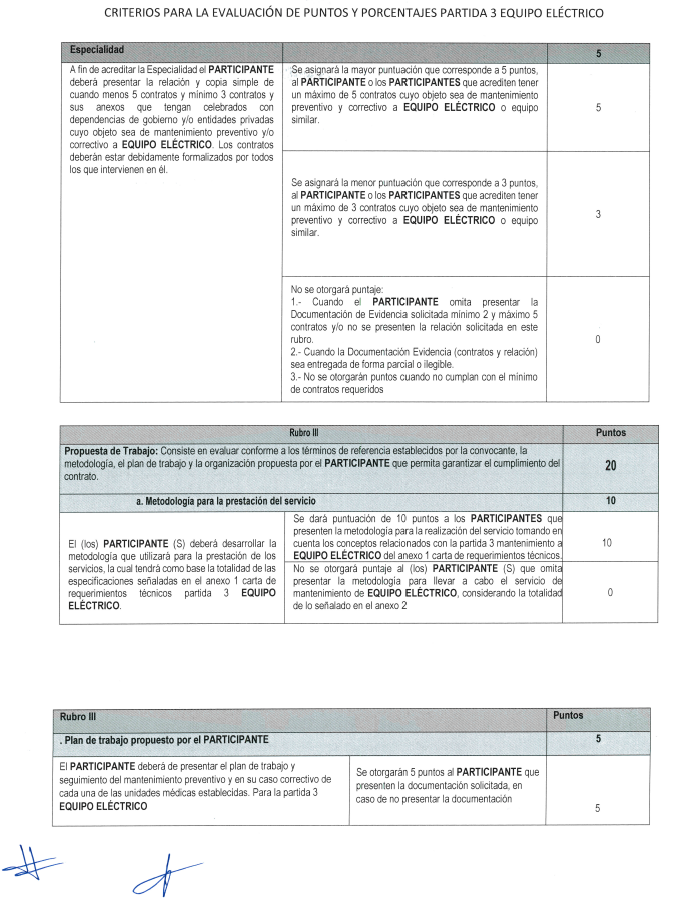 CRITERIOS PARA LA EVALUACIÓN DE PUNTOS Y PORCENTAJES PARTIDA 3 EQUIPO ELÉCTRICO
Especialidad
5
A fin de acreditar la Especialidad el PARTICIPANTE
deberá presentar la relación y copia simple de
cuando menos 5 contratos y mínimo 3 contratos y
sus anexos que tengan celebrados con
dependencias de gobierno y/o entidades privadas
cuyo objeto sea de mantenimiento preventivo y/o
correctivo a EQUIPO ELÉCTRICO. Los contratos
deberán estar debidamente formalizados por todos
los que intervienen en él.
Se asignará la mayor puntuación que corresponde a 5 puntos,
al PARTICIPANTE o los PARTICIPANTES que acrediten tener
un máximo de 5 contratos cuyo objeto sea de mantenimiento
preventivo y correctivo a EQUIPO ELÉCTRICO o equipo
similar.
5
Se asignará la menor puntuación que corresponde a 3 puntos,
al PARTICIPANTE o los PARTICIPANTES que acrediten tener
un máximo de 3 contratos cuyo objeto sea de mantenimiento
preventivo y correctivo a EQUIPO ELÉCTRICO o equipo
similar.
3
No se otorgará puntaje:
1.- Cuando el PARTICIPANTE omita presentar la
Documentación de Evidencia solicitada mínimo 2 y máximo 5
contratos y/o no se presenten la relación solicitada en este
rubro.
2.- Cuando la Documentación Evidencia (contratos y relación)
sea entregada de forma parcial o ilegible.
3.- No se otorgarán puntos cuando no cumplan con el mínimo
de contratos requeridos
0
Rubro III
Puntos
Propuesta de Trabajo: Consiste en evaluar conforme a los términos de referencia establecidos por la convocante, la
metodología, el plan de trabajo y la organización propuesta por el PARTICIPANTE que permita garantizar el cumplimiento del
contrato.
20
a. Metodología para la prestación del servicio
10
El (los) PARTICIPANTE (S) deberá desarrollar la
metodología que utilizará para la prestación de los
servicios, la cual tendrá como base la totalidad de las
especificaciones señaladas en el anexo 1 carta de
requerimientos técnicos partida 3 EQUIPO
ELÉCTRICO.
Se dará puntuación de 10 puntos a los PARTICIPANTES que
presenten la metodología para la realización del servicio tomando en
cuenta los conceptos relacionados con la partida 3 mantenimiento a
EQUIPO ELÉCTRICO del anexo 1 carta de requerimientos técnicos.
10
No se otorgará puntaje al (los) PARTICIPANTE (S) que omita
presentar la metodología para llevar a cabo el servicio de
mantenimiento de EQUIPO ELÉCTRICO, considerando la totalidad
de lo señalado en el anexo 2
0
Rubro III
Puntos
. Plan de trabajo propuesto por el PARTICIPANTE
5
El PARTICIPANTE deberá de presentar el plan de trabajo y
seguimiento del mantenimiento preventivo y en su caso correctivo de
cada una de las unidades médicas establecidas. Para la partida 3
EQUIPO ELÉCTRICO
Se otorgarán 5 puntos al PARTICIPANTE que
presenten la documentación solicitada, en
caso de no presentar la documentación
5